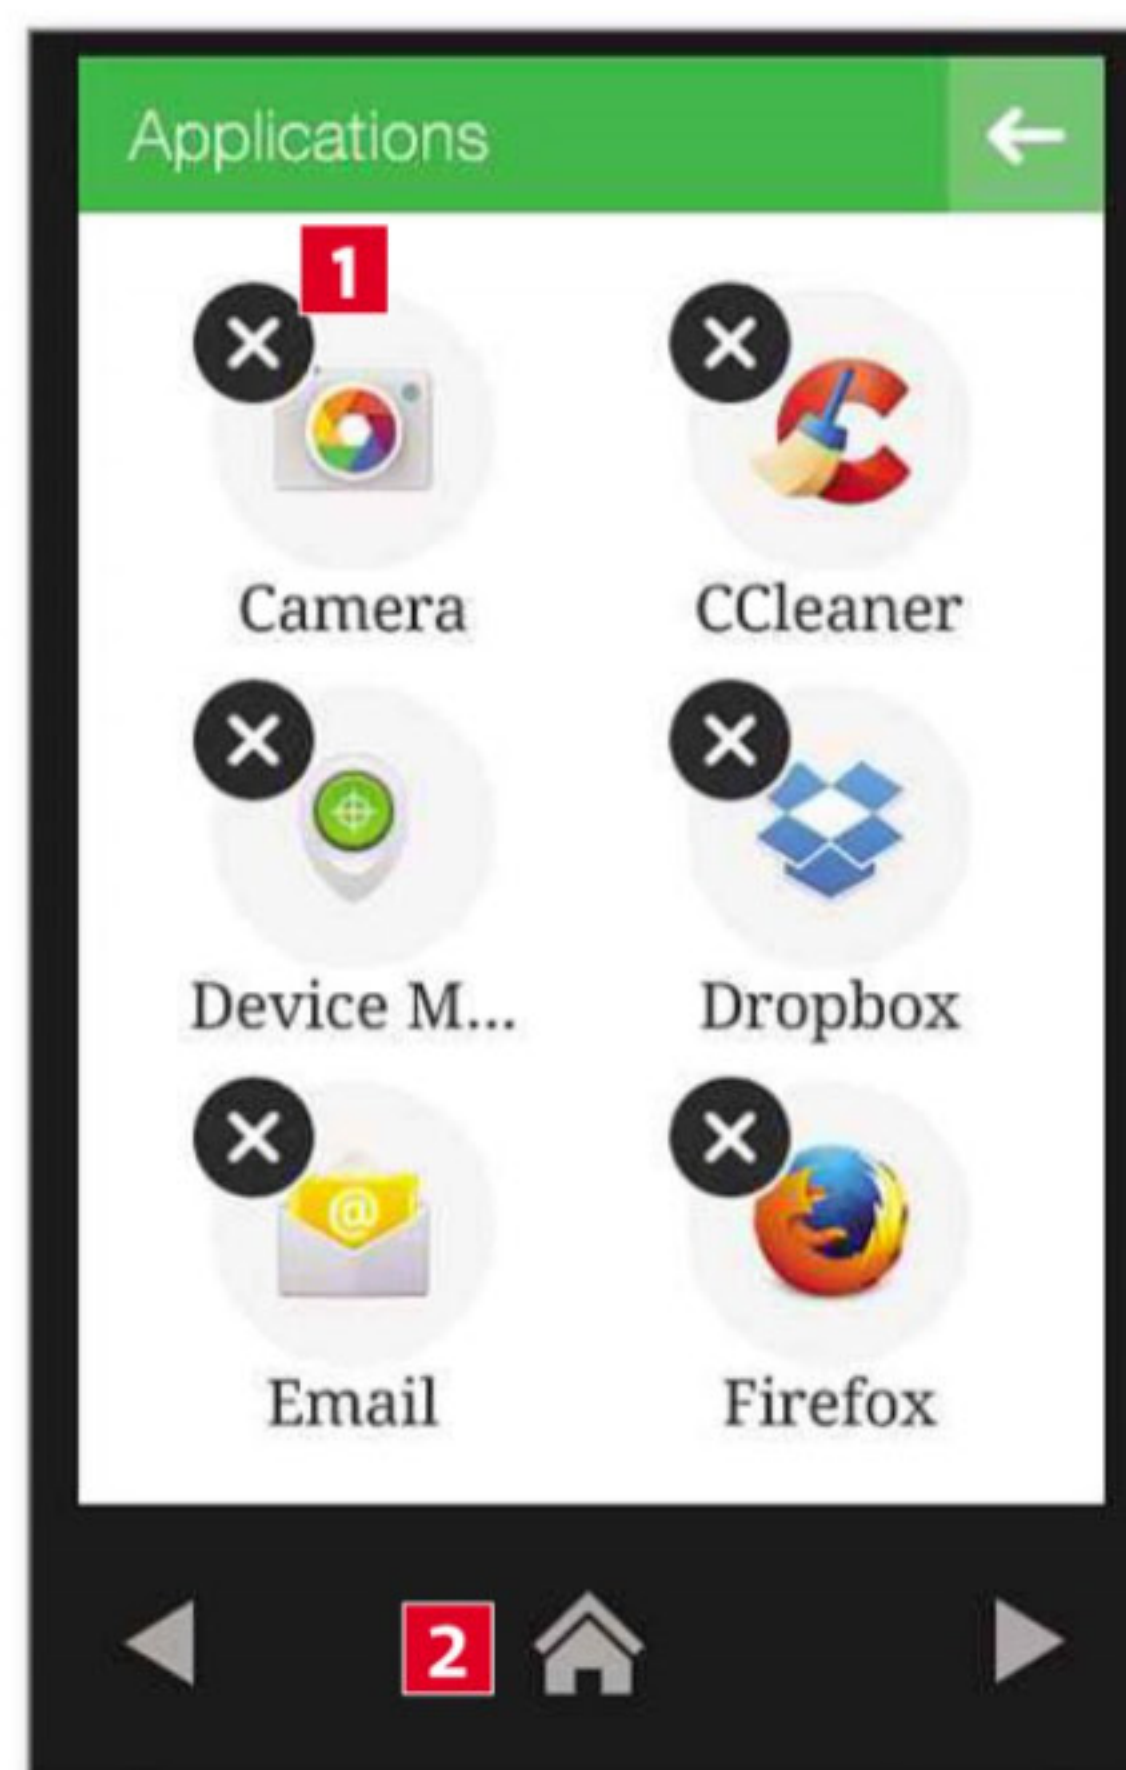 Applications
1
Camera
CCleaner
Device M...
Dropbox
@
Email
Firefox
2